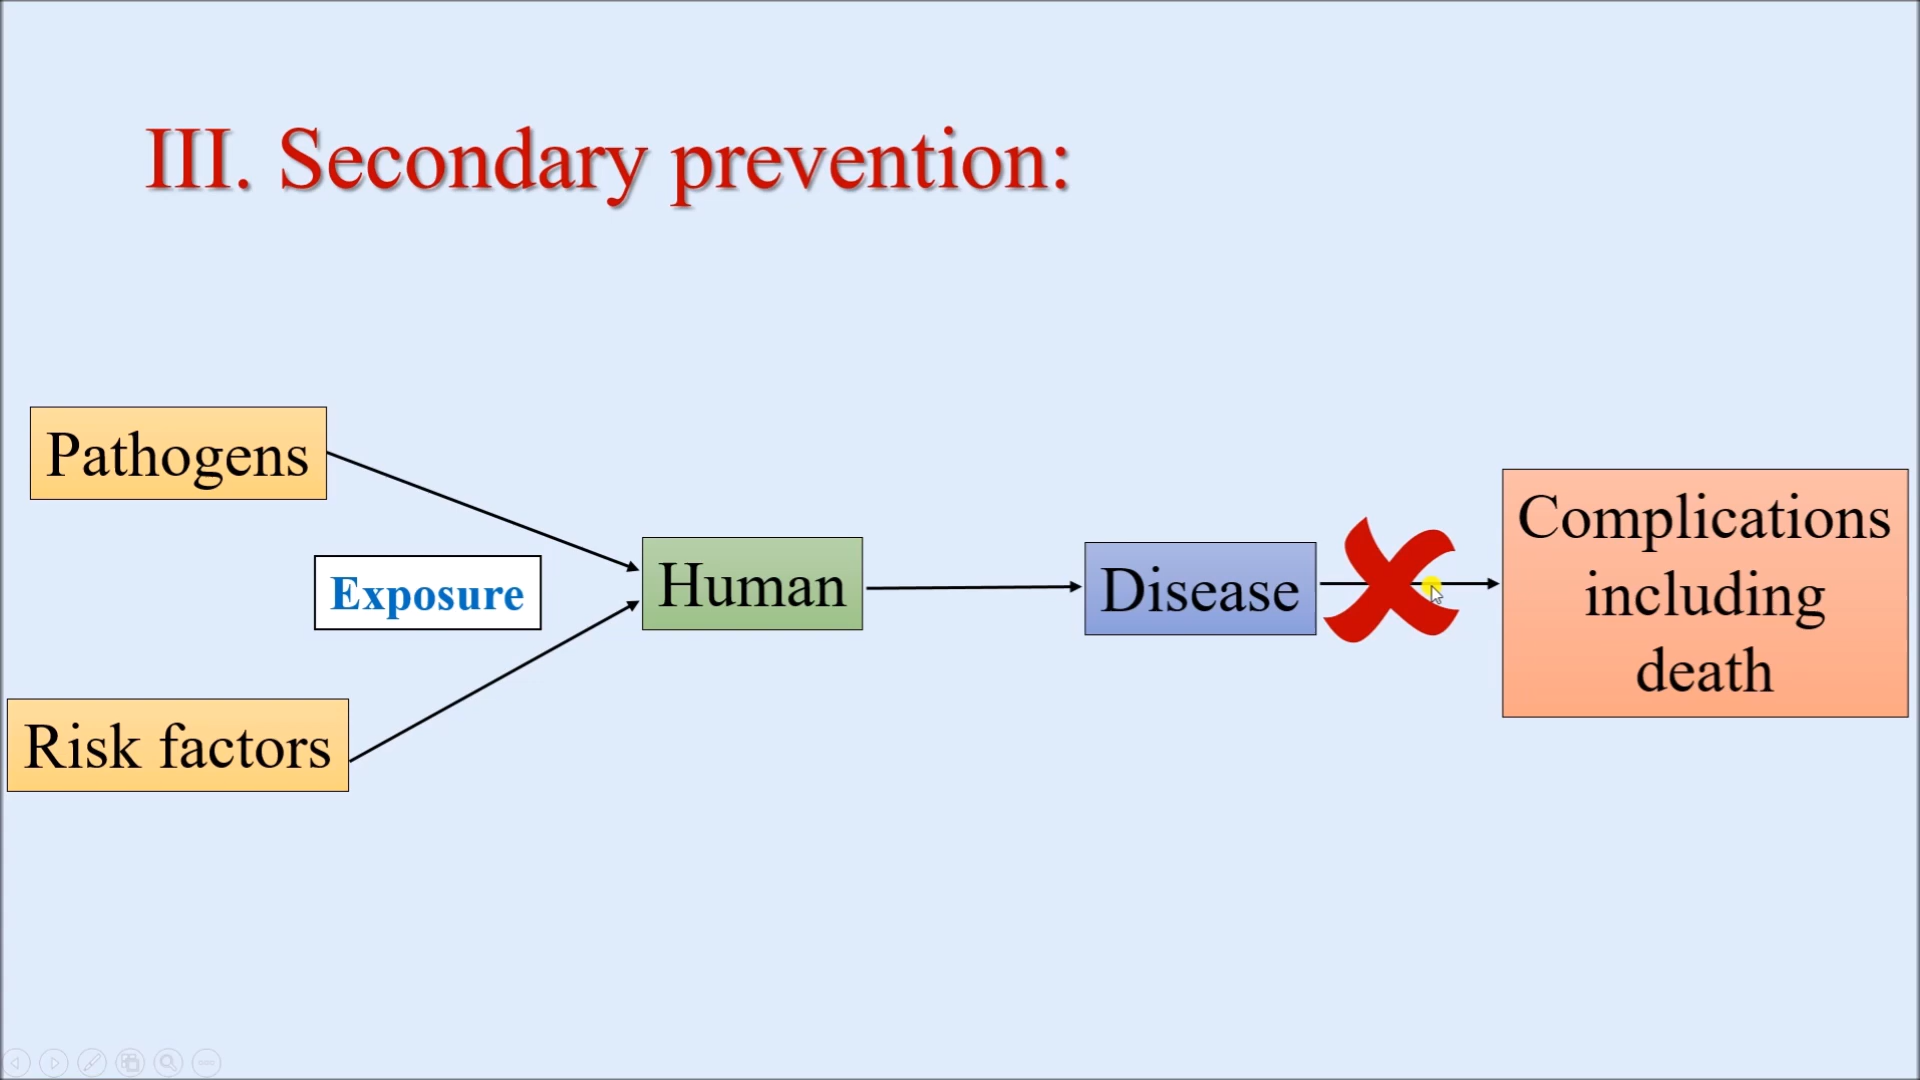 III. Secondary prevention:
Pathogens
Exposure
Human
Disease
Complications
including
death
Risk factors